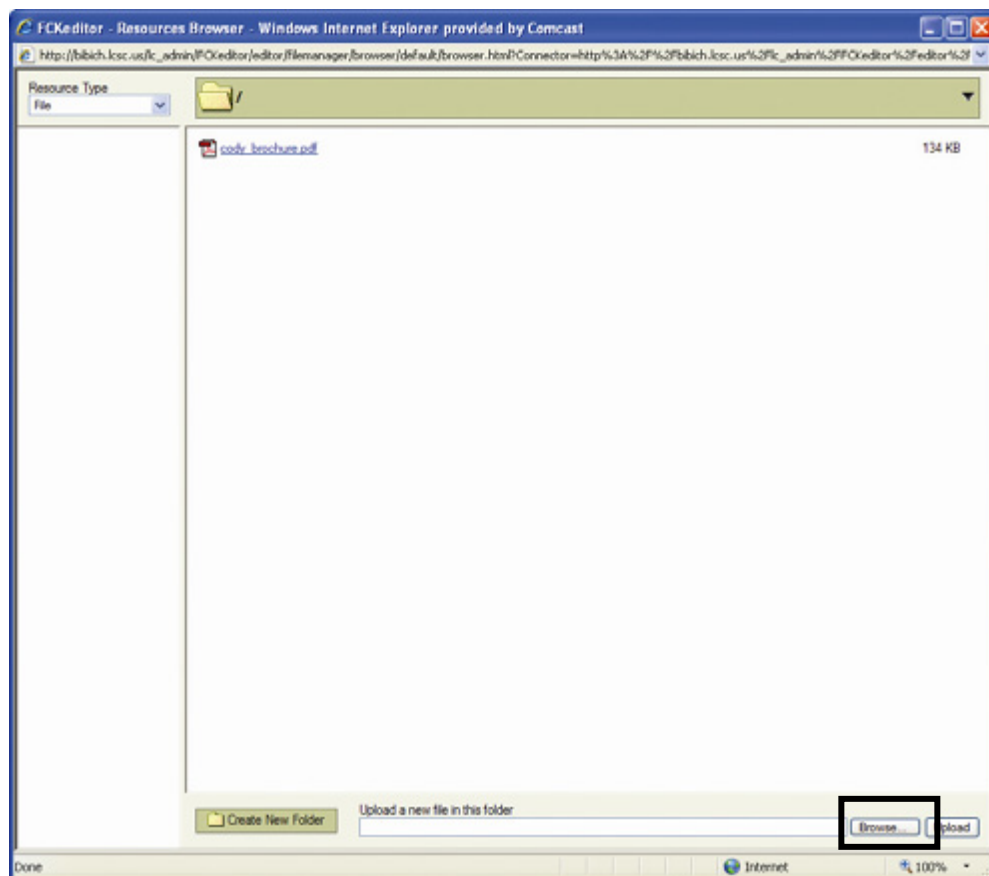 FCKeditor - Resources Browser - Windows Internet Explorer provided by Comcast
http://bibich.lcsc.us/lc_admin/FCKeditor/editor/filemanager/browser/default/browser.html?Connector=http%3A%2F%2Fbibich.lcsc.us%2Flc_admin%2FFCKeditor%2Feditor%2f
Resource Type
File
/
cody_brochure.pdf 134 KB
Create New Folder
Upload a new file in this folder
Browse... Upload
Done Internet 100%